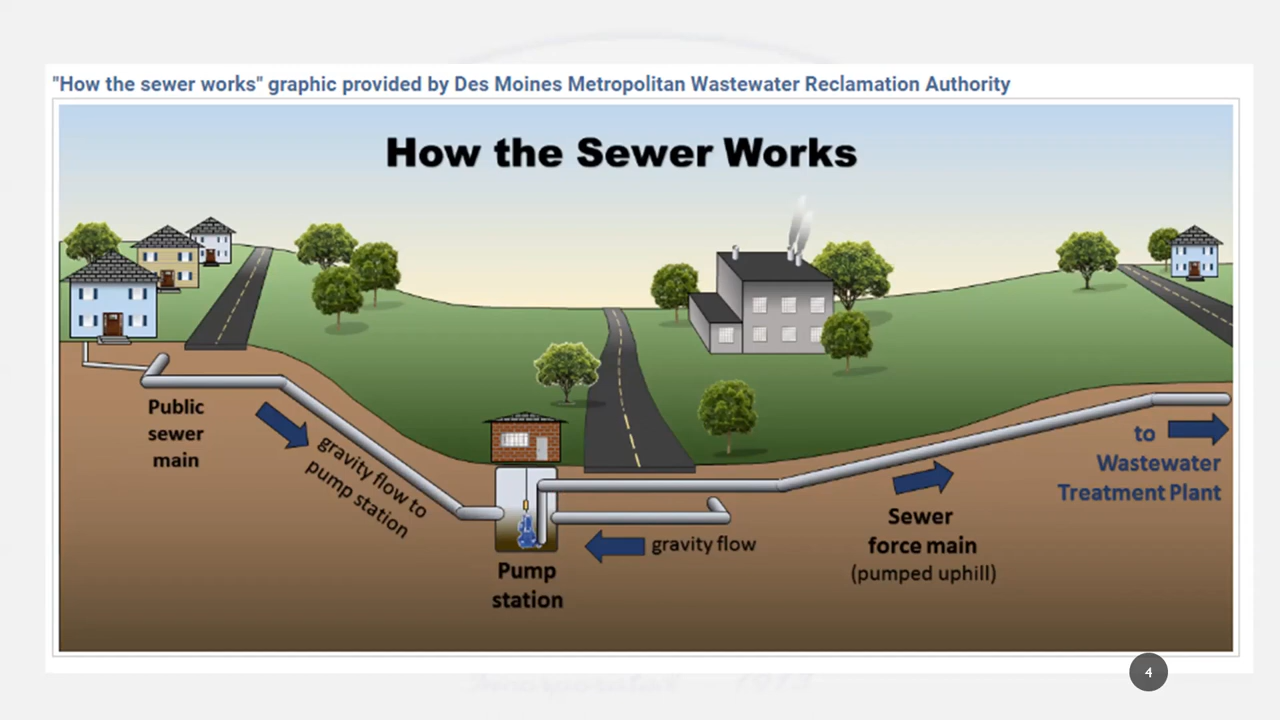 "How the sewer works" graphic provided by Des Moines Metropolitan Wastewater Reclamation Authority
How the Sewer Works
Public
sewer
main
gravity flow to
pump station
Pump
station
gravity flow
Sewer
force main
(pumped uphill)
to
Wastewater
Treatment Plant
4